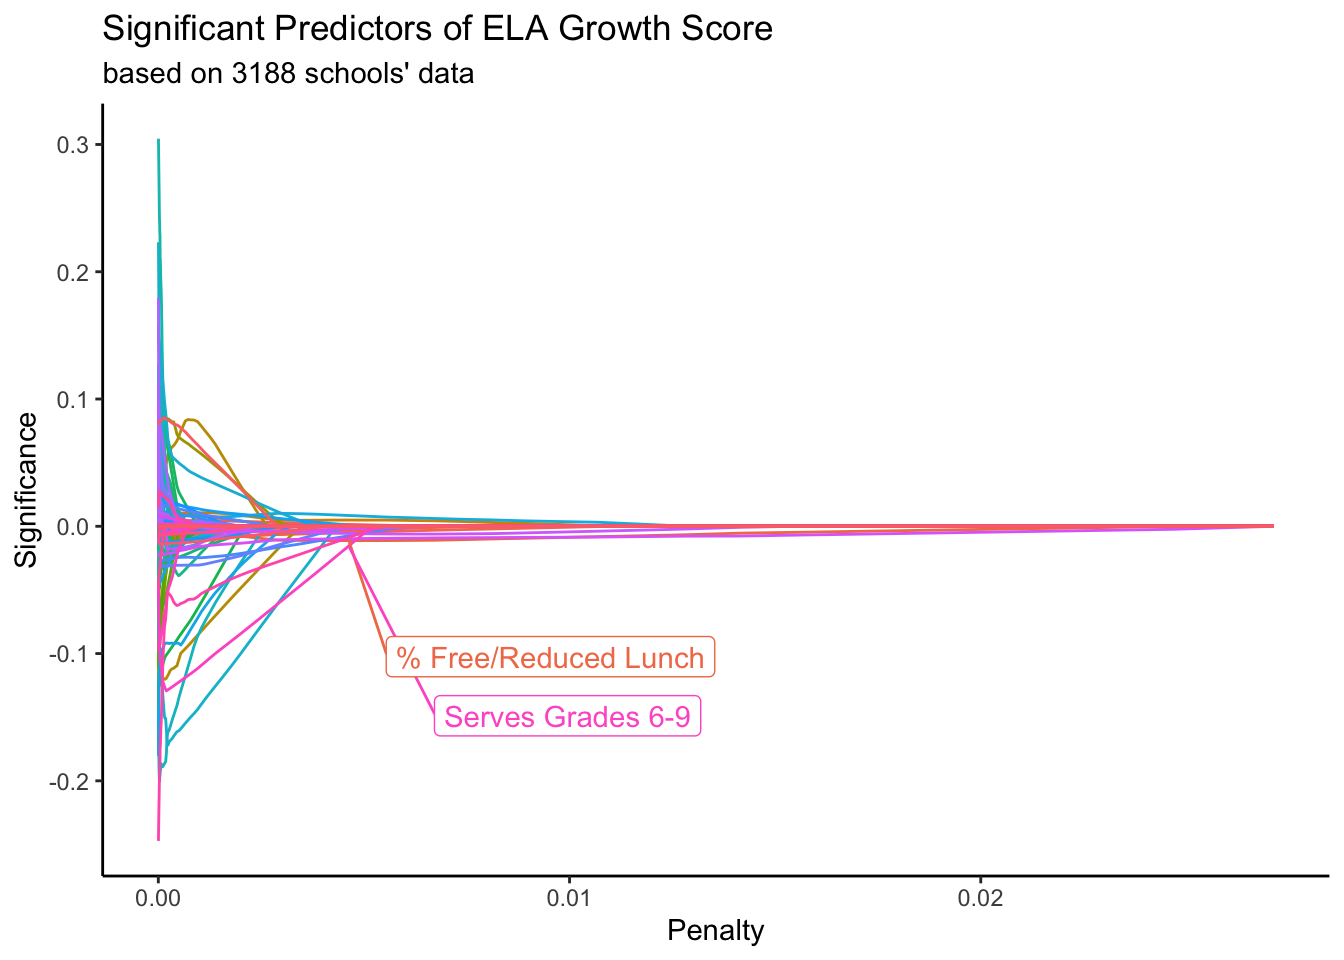 Significant Predictors of ELA Growth Score
based on 3188 schools' data
Significance
0.3
0.2
0.1
0.0
-0.1
-0.2
% Free/Reduced Lunch
Serves Grades 6-9
0.00
0.01
0.02
Penalty